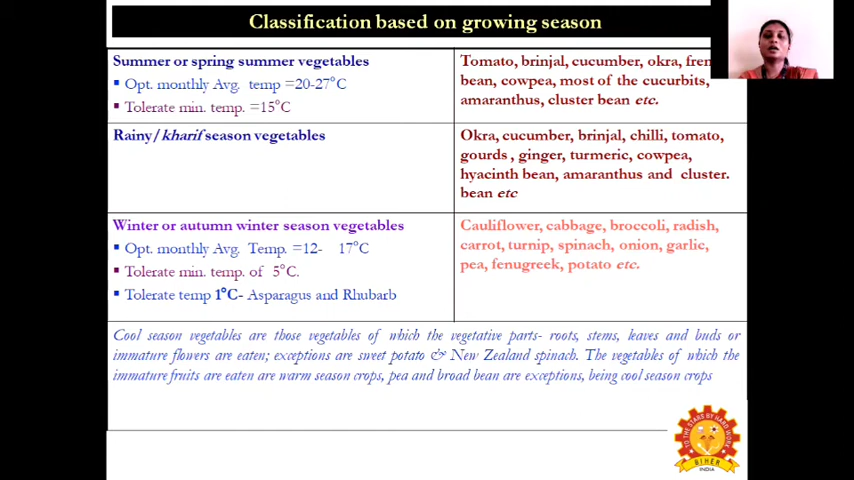 Classification based on growing season
Summer or spring summer vegetables
▪ Opt. monthly Avg. temp =20-27°C
▪ Tolerate min. temp. =15°C
Tomato, brinjal, cucumber, okra, fren
bean, cowpea, most of the cucurbits,
amaranthus, cluster bean etc.
Rainy/kharif season vegetables
Okra, cucumber, brinjal, chilli, tomato,
gourds , ginger, turmeric, cowpea,
hyacinth bean, amaranthus and cluster.
bean etc
Winter or autumn winter season vegetables
▪ Opt. monthly Avg. Temp. =12- 17°C
▪ Tolerate min. temp. of 5°C.
▪ Tolerate temp 1°C- Asparagus and Rhubarb
Cauliflower, cabbage, broccoli, radish,
carrot, turnip, spinach, onion, garlic,
pea, fenugreek, potato etc.
Cool season vegetables are those vegetables of which the vegetative parts- roots, stems, leaves and buds or
immature flowers are eaten; exceptions are sweet potato & New Zealand spinach. The vegetables of which the
immature fruits are eaten are warm season crops, pea and broad bean are exceptions, being cool season crops
TO THE STARS BY HARD WORK
BIHER
INDIA